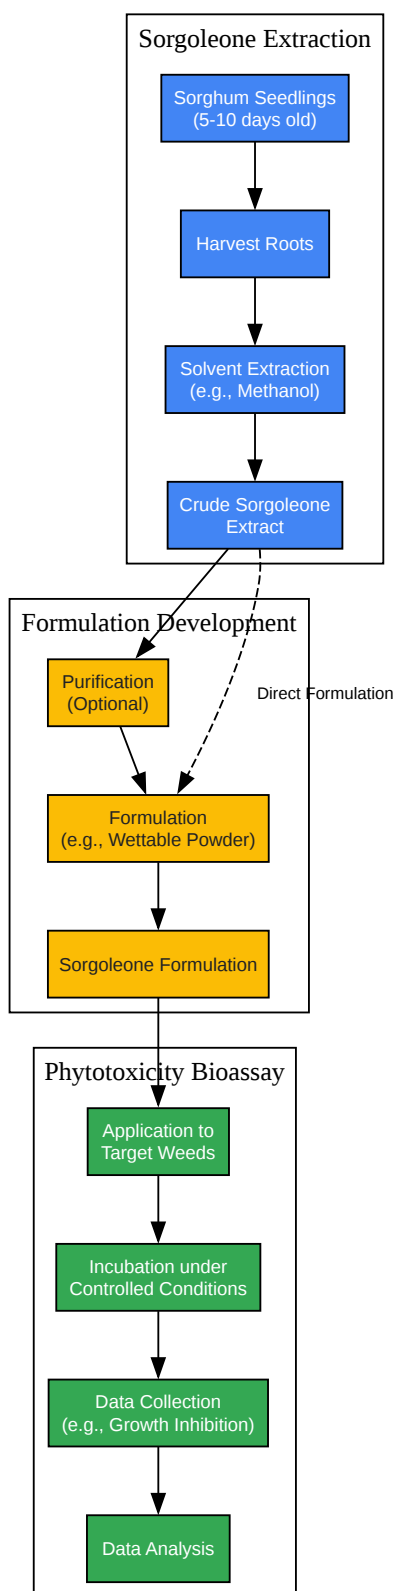 Sorgoleone Extraction
Sorghum Seedlings
(5-10 days old)
Harvest Roots
Solvent Extraction
(e.g., Methanol)
Crude Sorgoleone
Extract
Formulation Development
Purification
(Optional)
Direct Formulation
Formulation
(e.g., Wettable Powder)
Sorgoleone Formulation
Phytotoxicity Bioassay
Application to
Target Weeds
Incubation under
Controlled Conditions
Data Collection
(e.g., Growth Inhibition)
Data Analysis